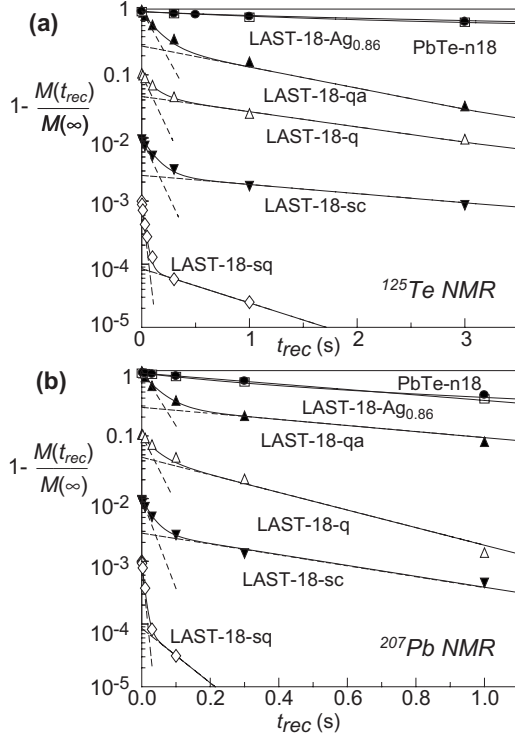 (a)
1
0.1
10⁻²
10⁻³
10⁻⁴
10⁻⁵
1- M(t_rec)
M(∞)
LAST-18-Ag₀.₈₆
PbTe-n18
LAST-18-qa
LAST-18-q
LAST-18-sc
LAST-18-sq
¹²⁵Te NMR
0 1 2 3
t_rec (s)
(b)
1
0.1
10⁻²
10⁻³
10⁻⁴
10⁻⁵
1- M(t_rec)
M(∞)
PbTe-n18
LAST-18-Ag₀.₈₆
LAST-18-qa
LAST-18-q
LAST-18-sc
LAST-18-sq
²⁰⁷Pb NMR
0.0 0.2 0.4 0.6 0.8 1.0
t_rec (s)